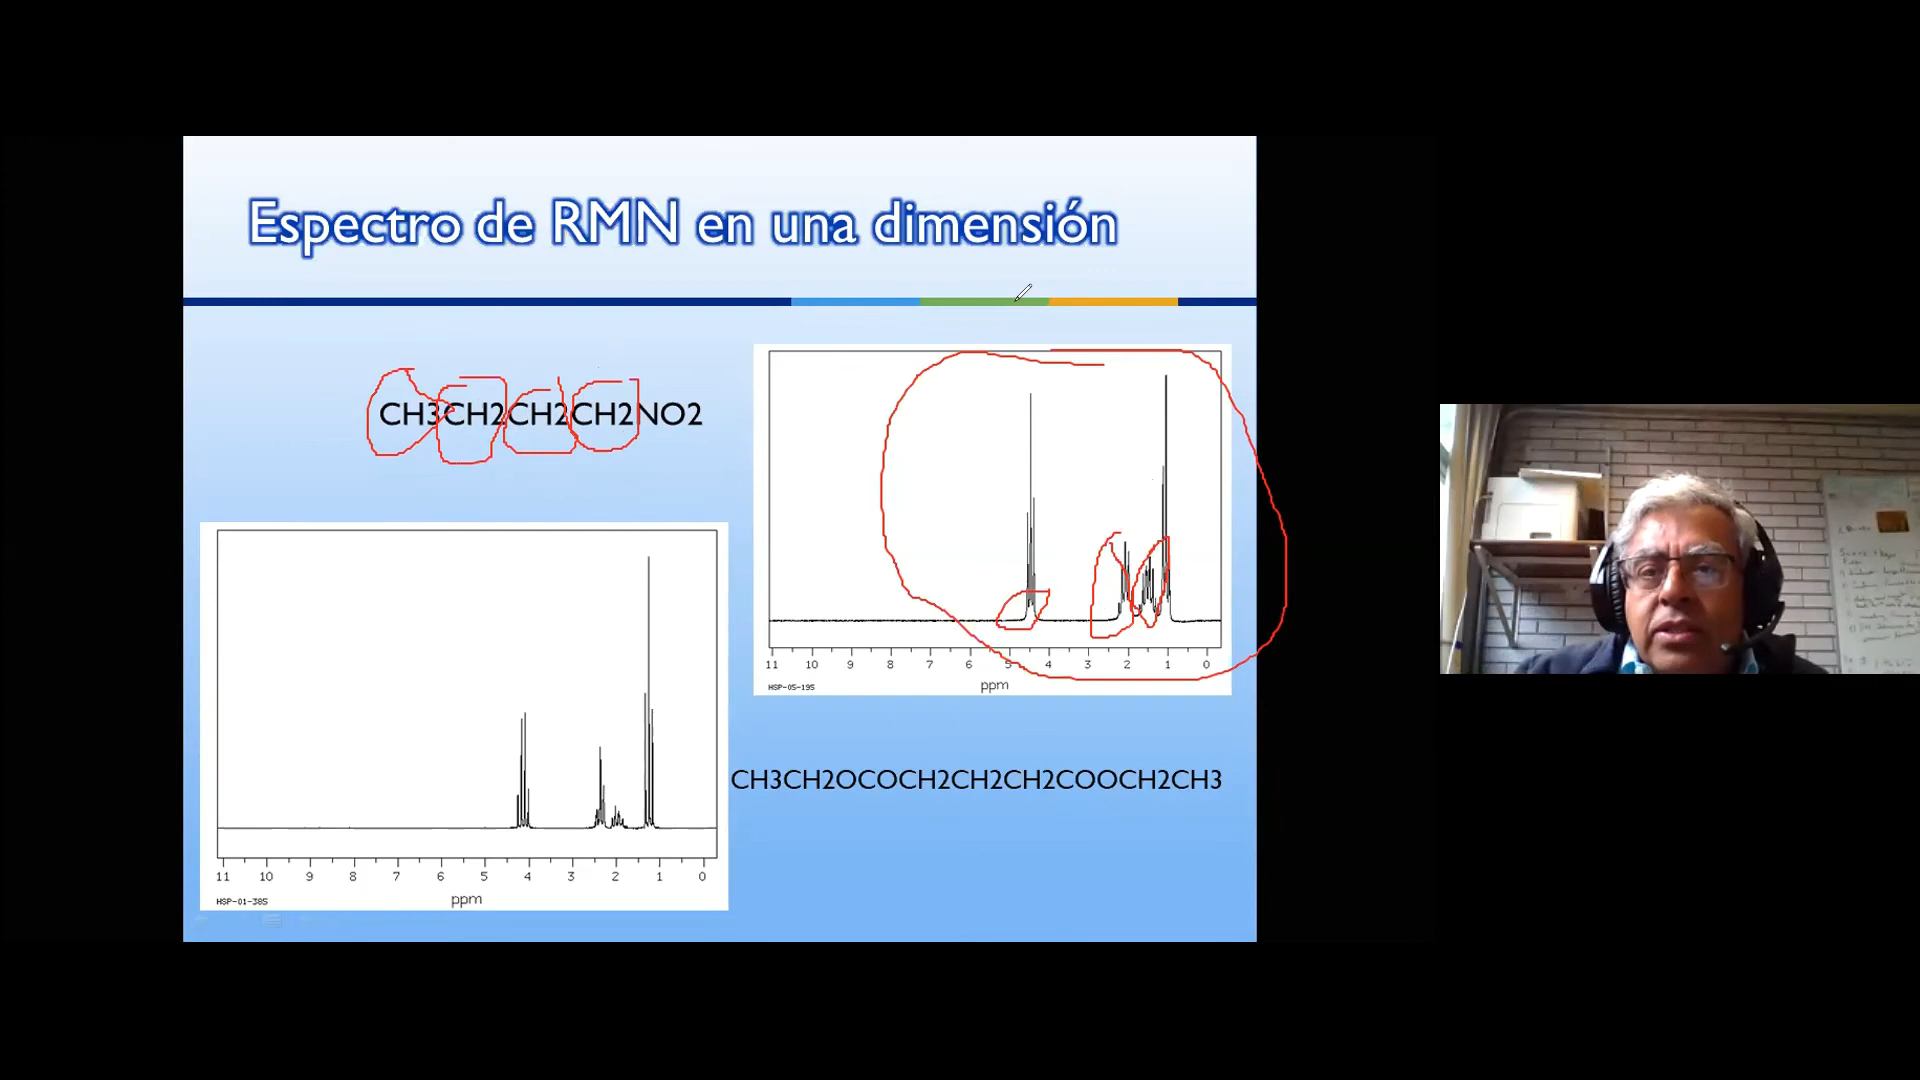 Espectro de RMN en una dimensión
CH3CH2CH2CH2NO2
11 10 9 8 7 6 5 4 3 2 1 0
HSP-05-195
ppm
CH3CH2OCOCH2CH2CH2COOCH2CH3
11 10 9 8 7 6 5 4 3 2 1 0
HSP-01-385
ppm